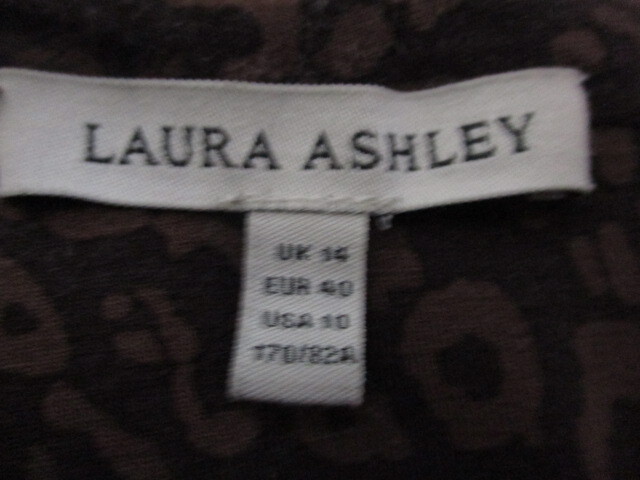 LAURA ASHLEY
UK 14
EUR 40
USA 10
170/82A